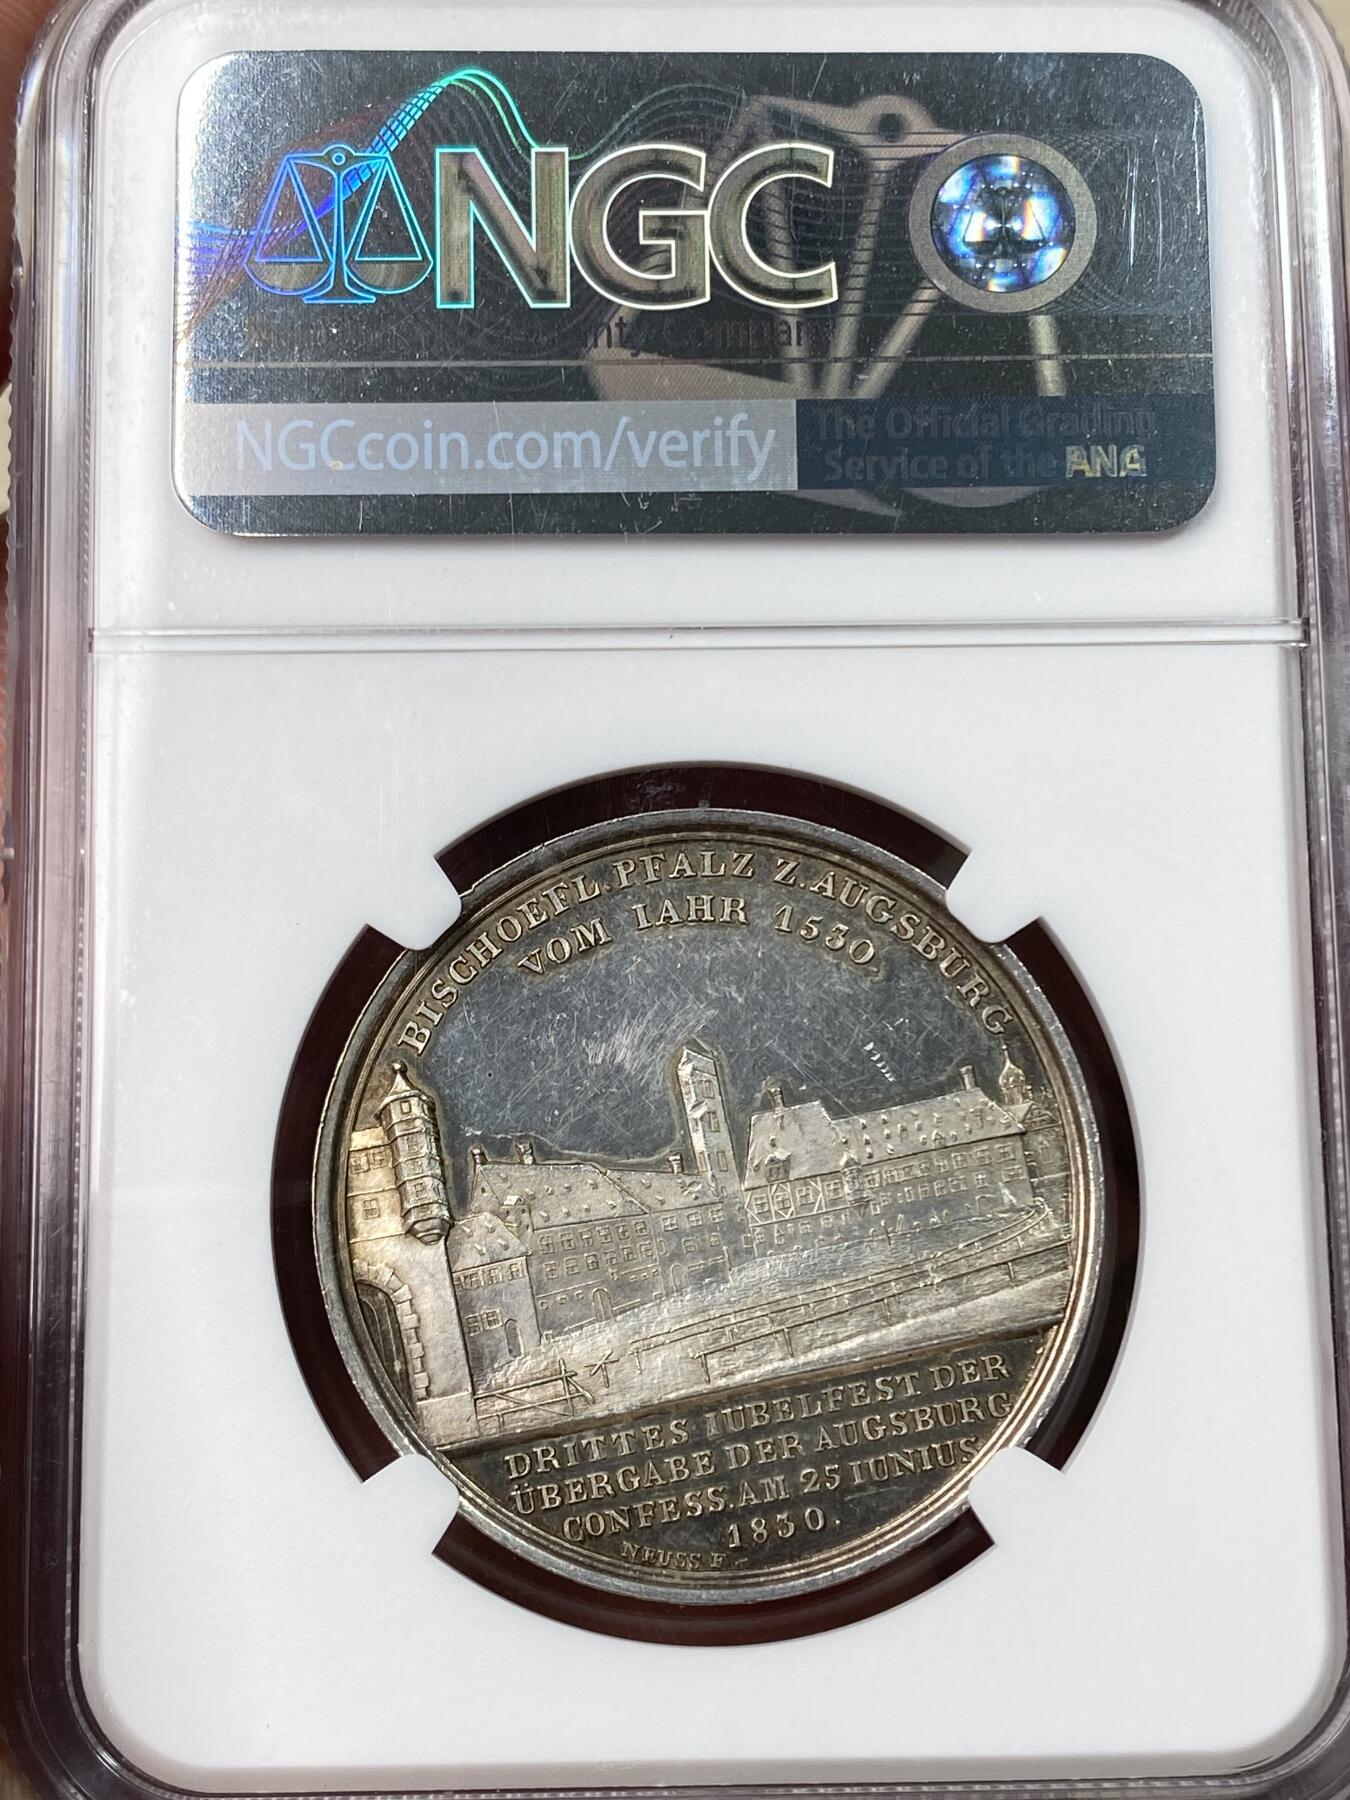 NGC
NGCcoin.com/verify
The Official Grading
Service of the ANA
BISCHOEFL. PFALZ Z. AUGSBURG
VOM IAHR 1530.
DRITTES IUBELFEST DER
ÜBERGABE DER AUGSBURG
CONFESS. AM 25 IUNIUS
1830.
NEUSS F.